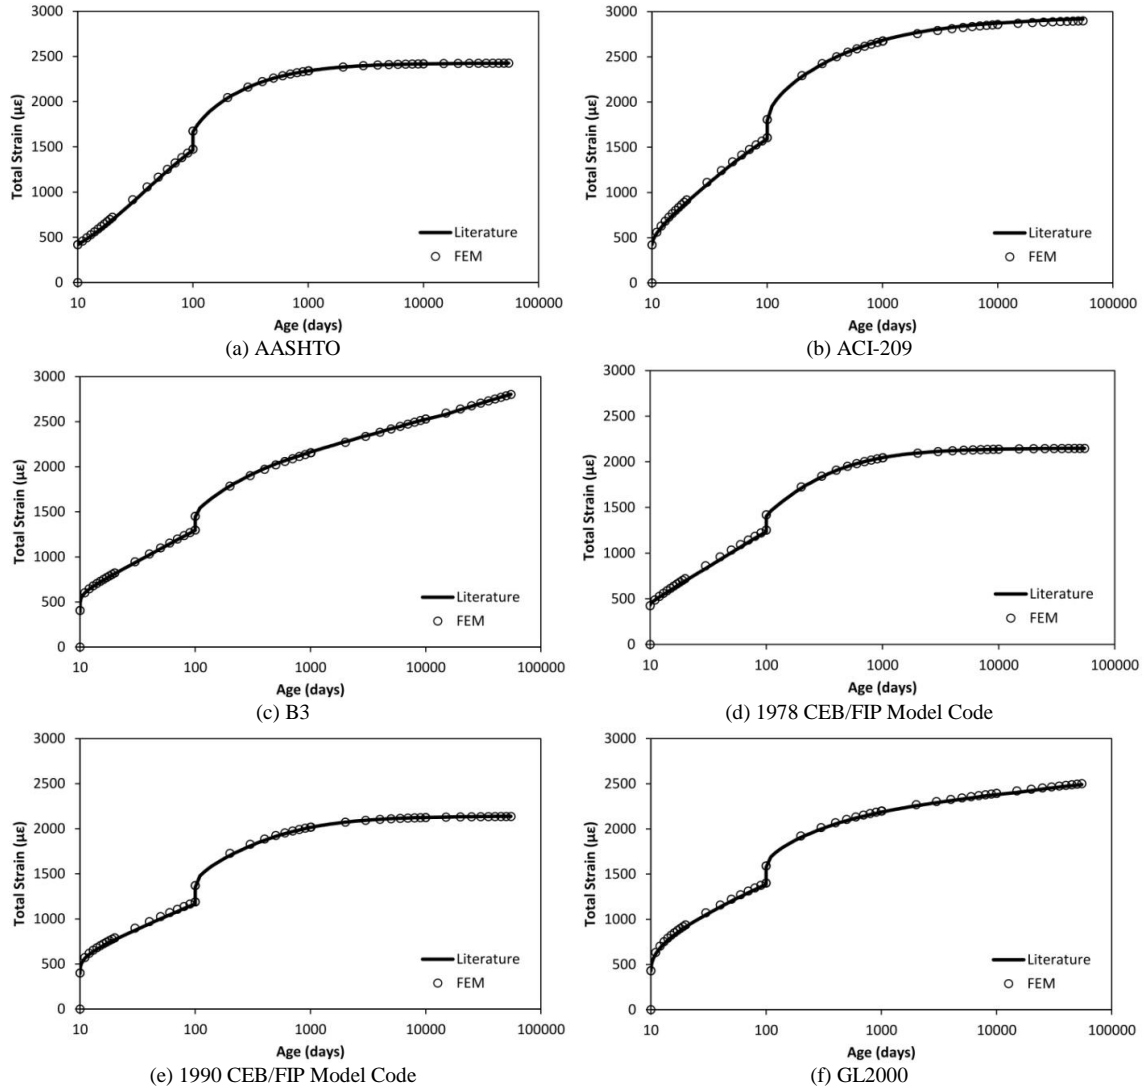 3000
2500
2000
1500
1000
500
0
Total Strain (µε)
Literature
FEM
10
100
1000
10000
100000
Age (days)
(a) AASHTO
3000
2500
2000
1500
1000
500
0
Total Strain (µε)
Literature
FEM
10
100
1000
10000
100000
Age (days)
(b) ACI-209
3000
2500
2000
1500
1000
500
0
Total Strain (µε)
Literature
FEM
10
100
1000
10000
100000
Age (days)
(c) B3
3000
2500
2000
1500
1000
500
0
Total Strain (µε)
Literature
FEM
10
100
1000
10000
100000
Age (days)
(d) 1978 CEB/FIP Model Code
3000
2500
2000
1500
1000
500
0
Total Strain (µε)
Literature
FEM
10
100
1000
10000
100000
Age (days)
(e) 1990 CEB/FIP Model Code
3000
2500
2000
1500
1000
500
0
Total Strain (µε)
Literature
FEM
10
100
1000
10000
100000
Age (days)
(f) GL2000